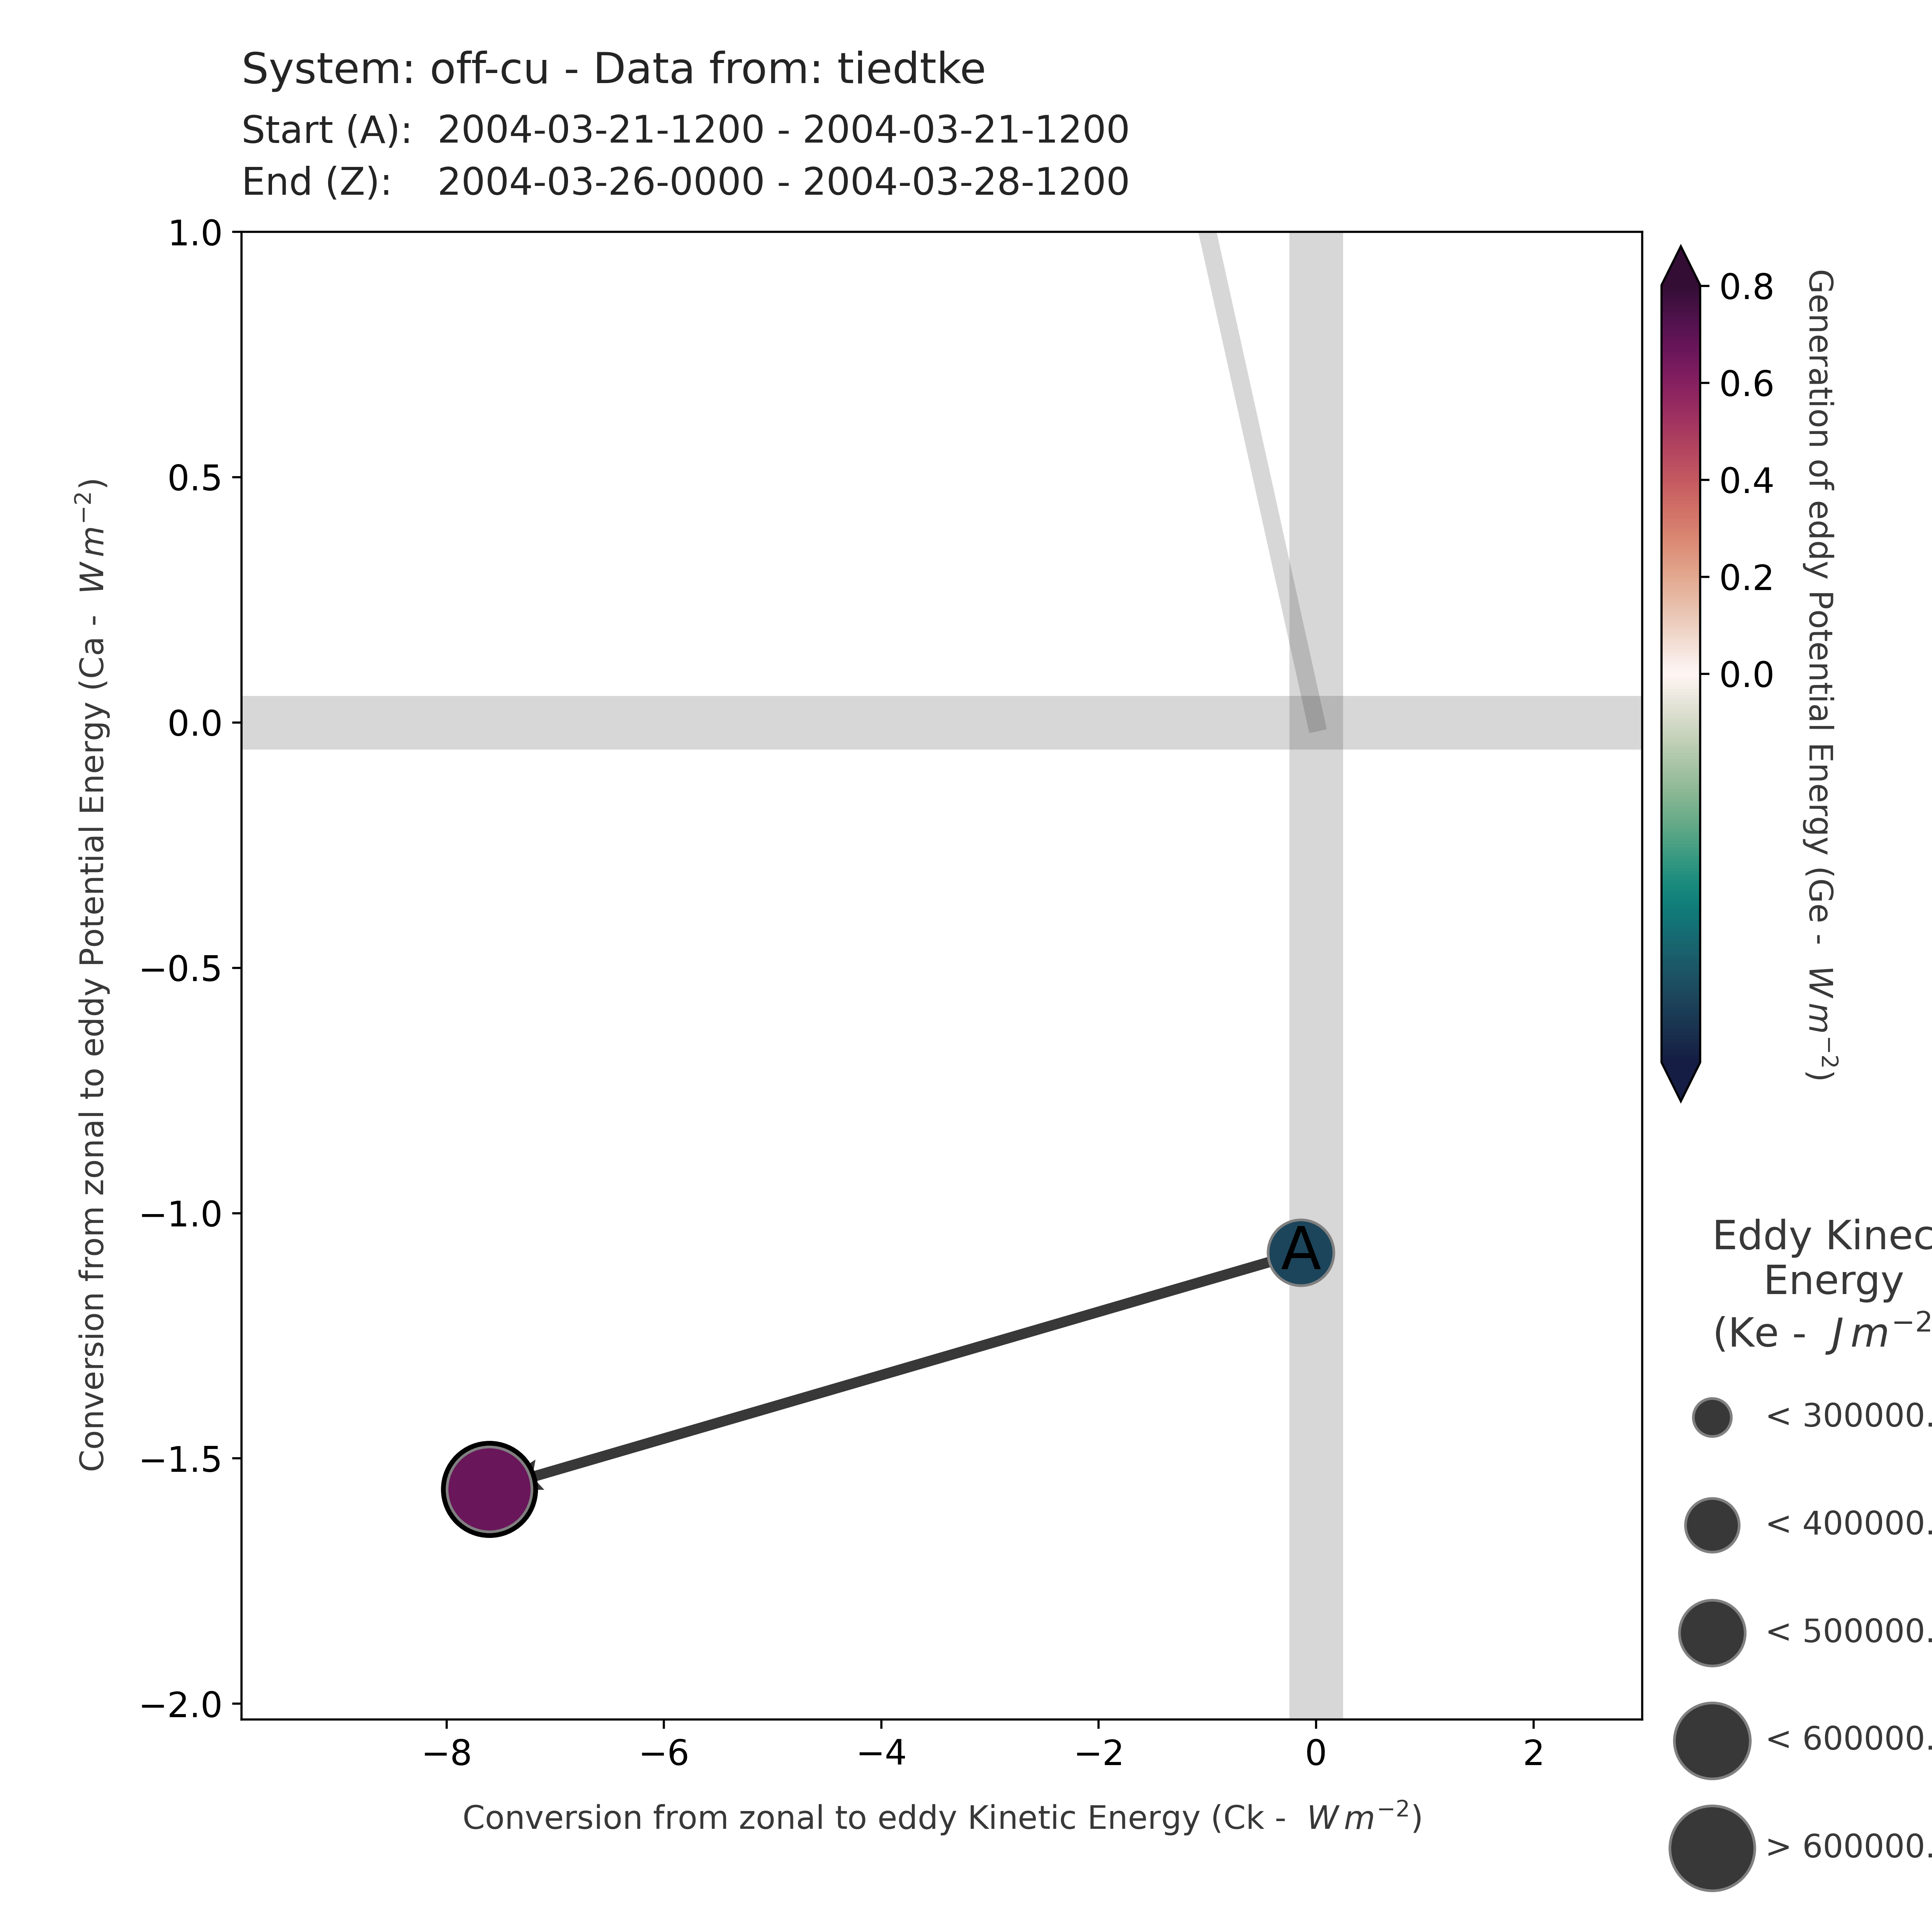 System: off-cu - Data from: tiedtke
Start (A): 2004-03-21-1200 - 2004-03-21-1200
End (Z): 2004-03-26-0000 - 2004-03-28-1200
1.0
0.5
0.0
−0.5
−1.0
−1.5
−2.0
Conversion from zonal to eddy Potential Energy (Ca - W m⁻²)
A
−8
−6
−4
−2
0
2
Conversion from zonal to eddy Kinetic Energy (Ck - W m⁻²)
0.8
0.6
0.4
0.2
0.0
Generation of eddy Potential Energy (Ge - W m⁻²)
Eddy Kinec
Energy
(Ke - J m⁻²
< 300000.
< 400000.
< 500000.
< 600000.
> 600000.